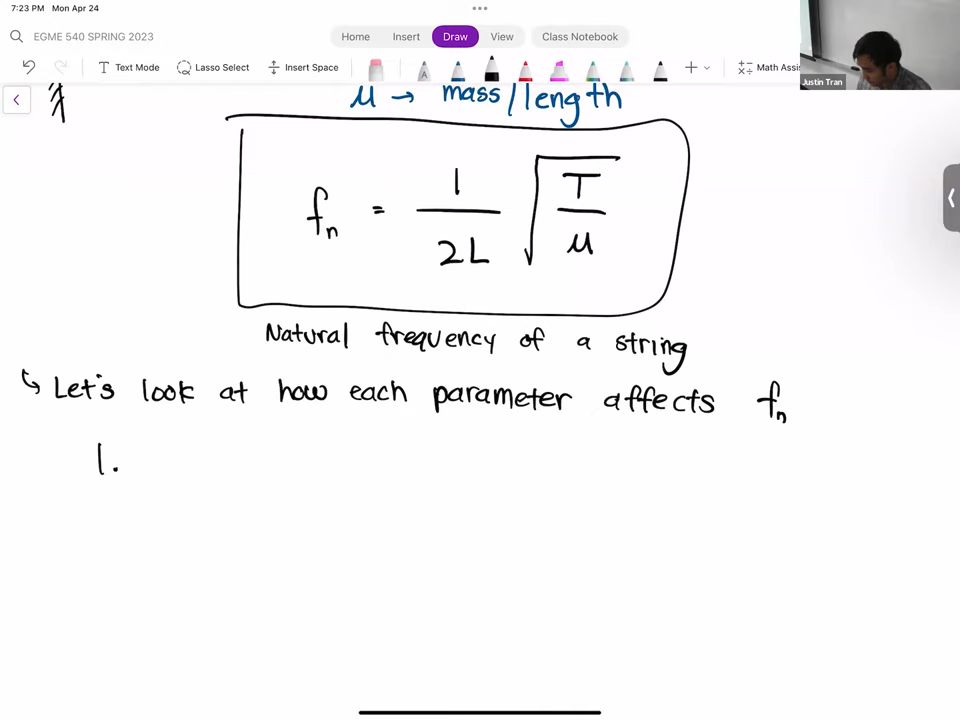 7:23 PM Mon Apr 24
EGME 540 SPRING 2023
Home Insert Draw View Class Notebook
Text Mode Lasso Select Insert Space Math Assis
Justin Tran
μ → mass/length
fn = 1 / 2L √ T / μ
Natural frequency of a string
↳ Let's look at how each parameter affects fn
1.